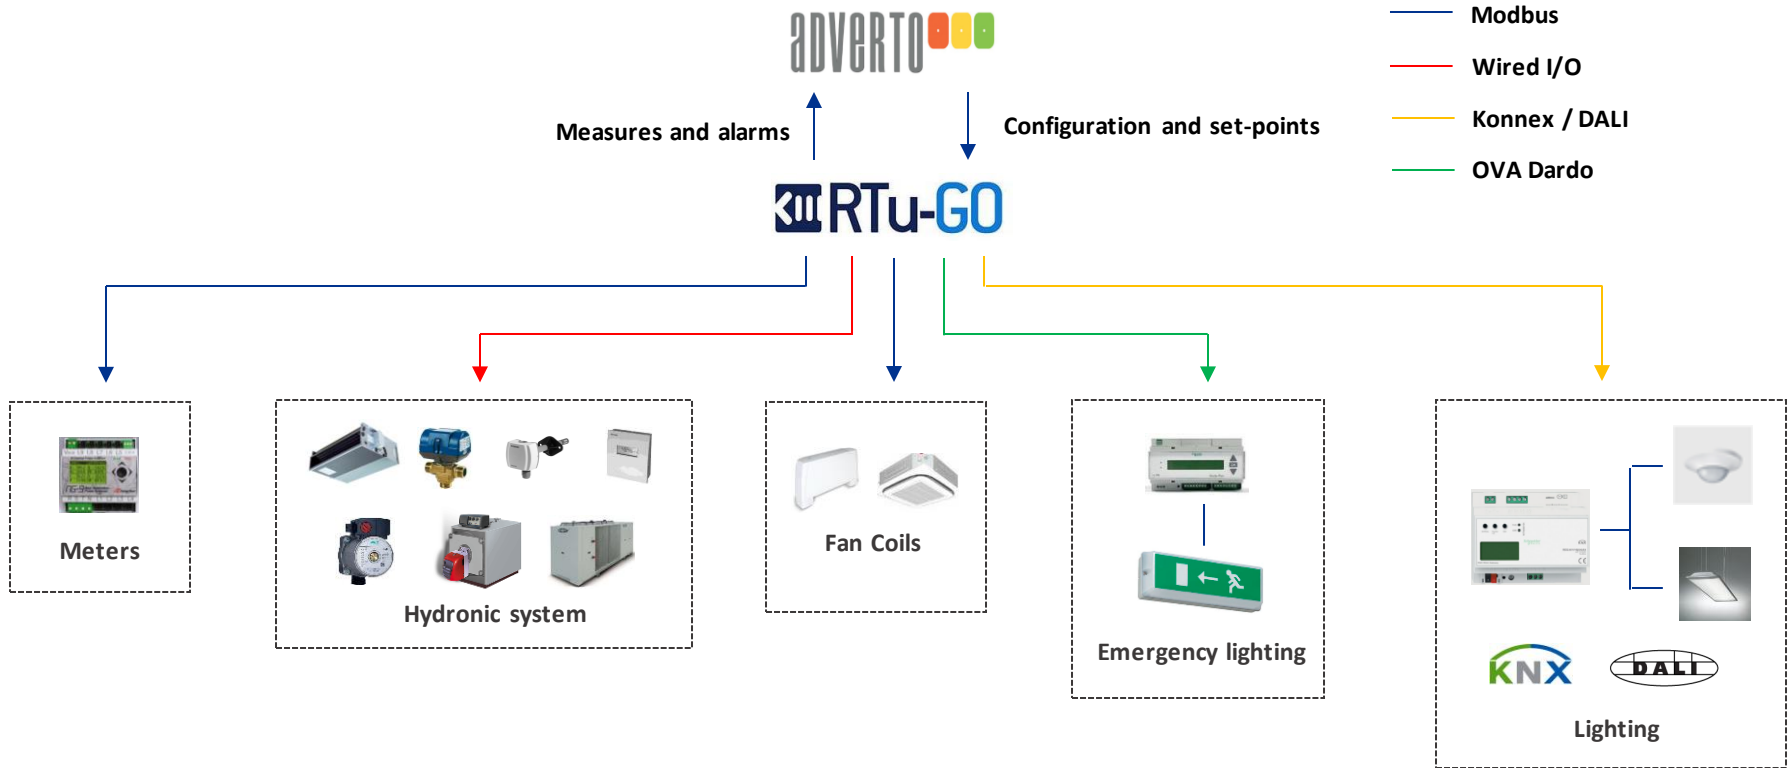 ADVERTO
Modbus
Wired I/O
Konnex / DALI
OVA Dardo
Measures and alarms
Configuration and set-points
RTu-GO
Meters
Hydronic system
Fan Coils
Emergency lighting
KNX
DALI
Lighting